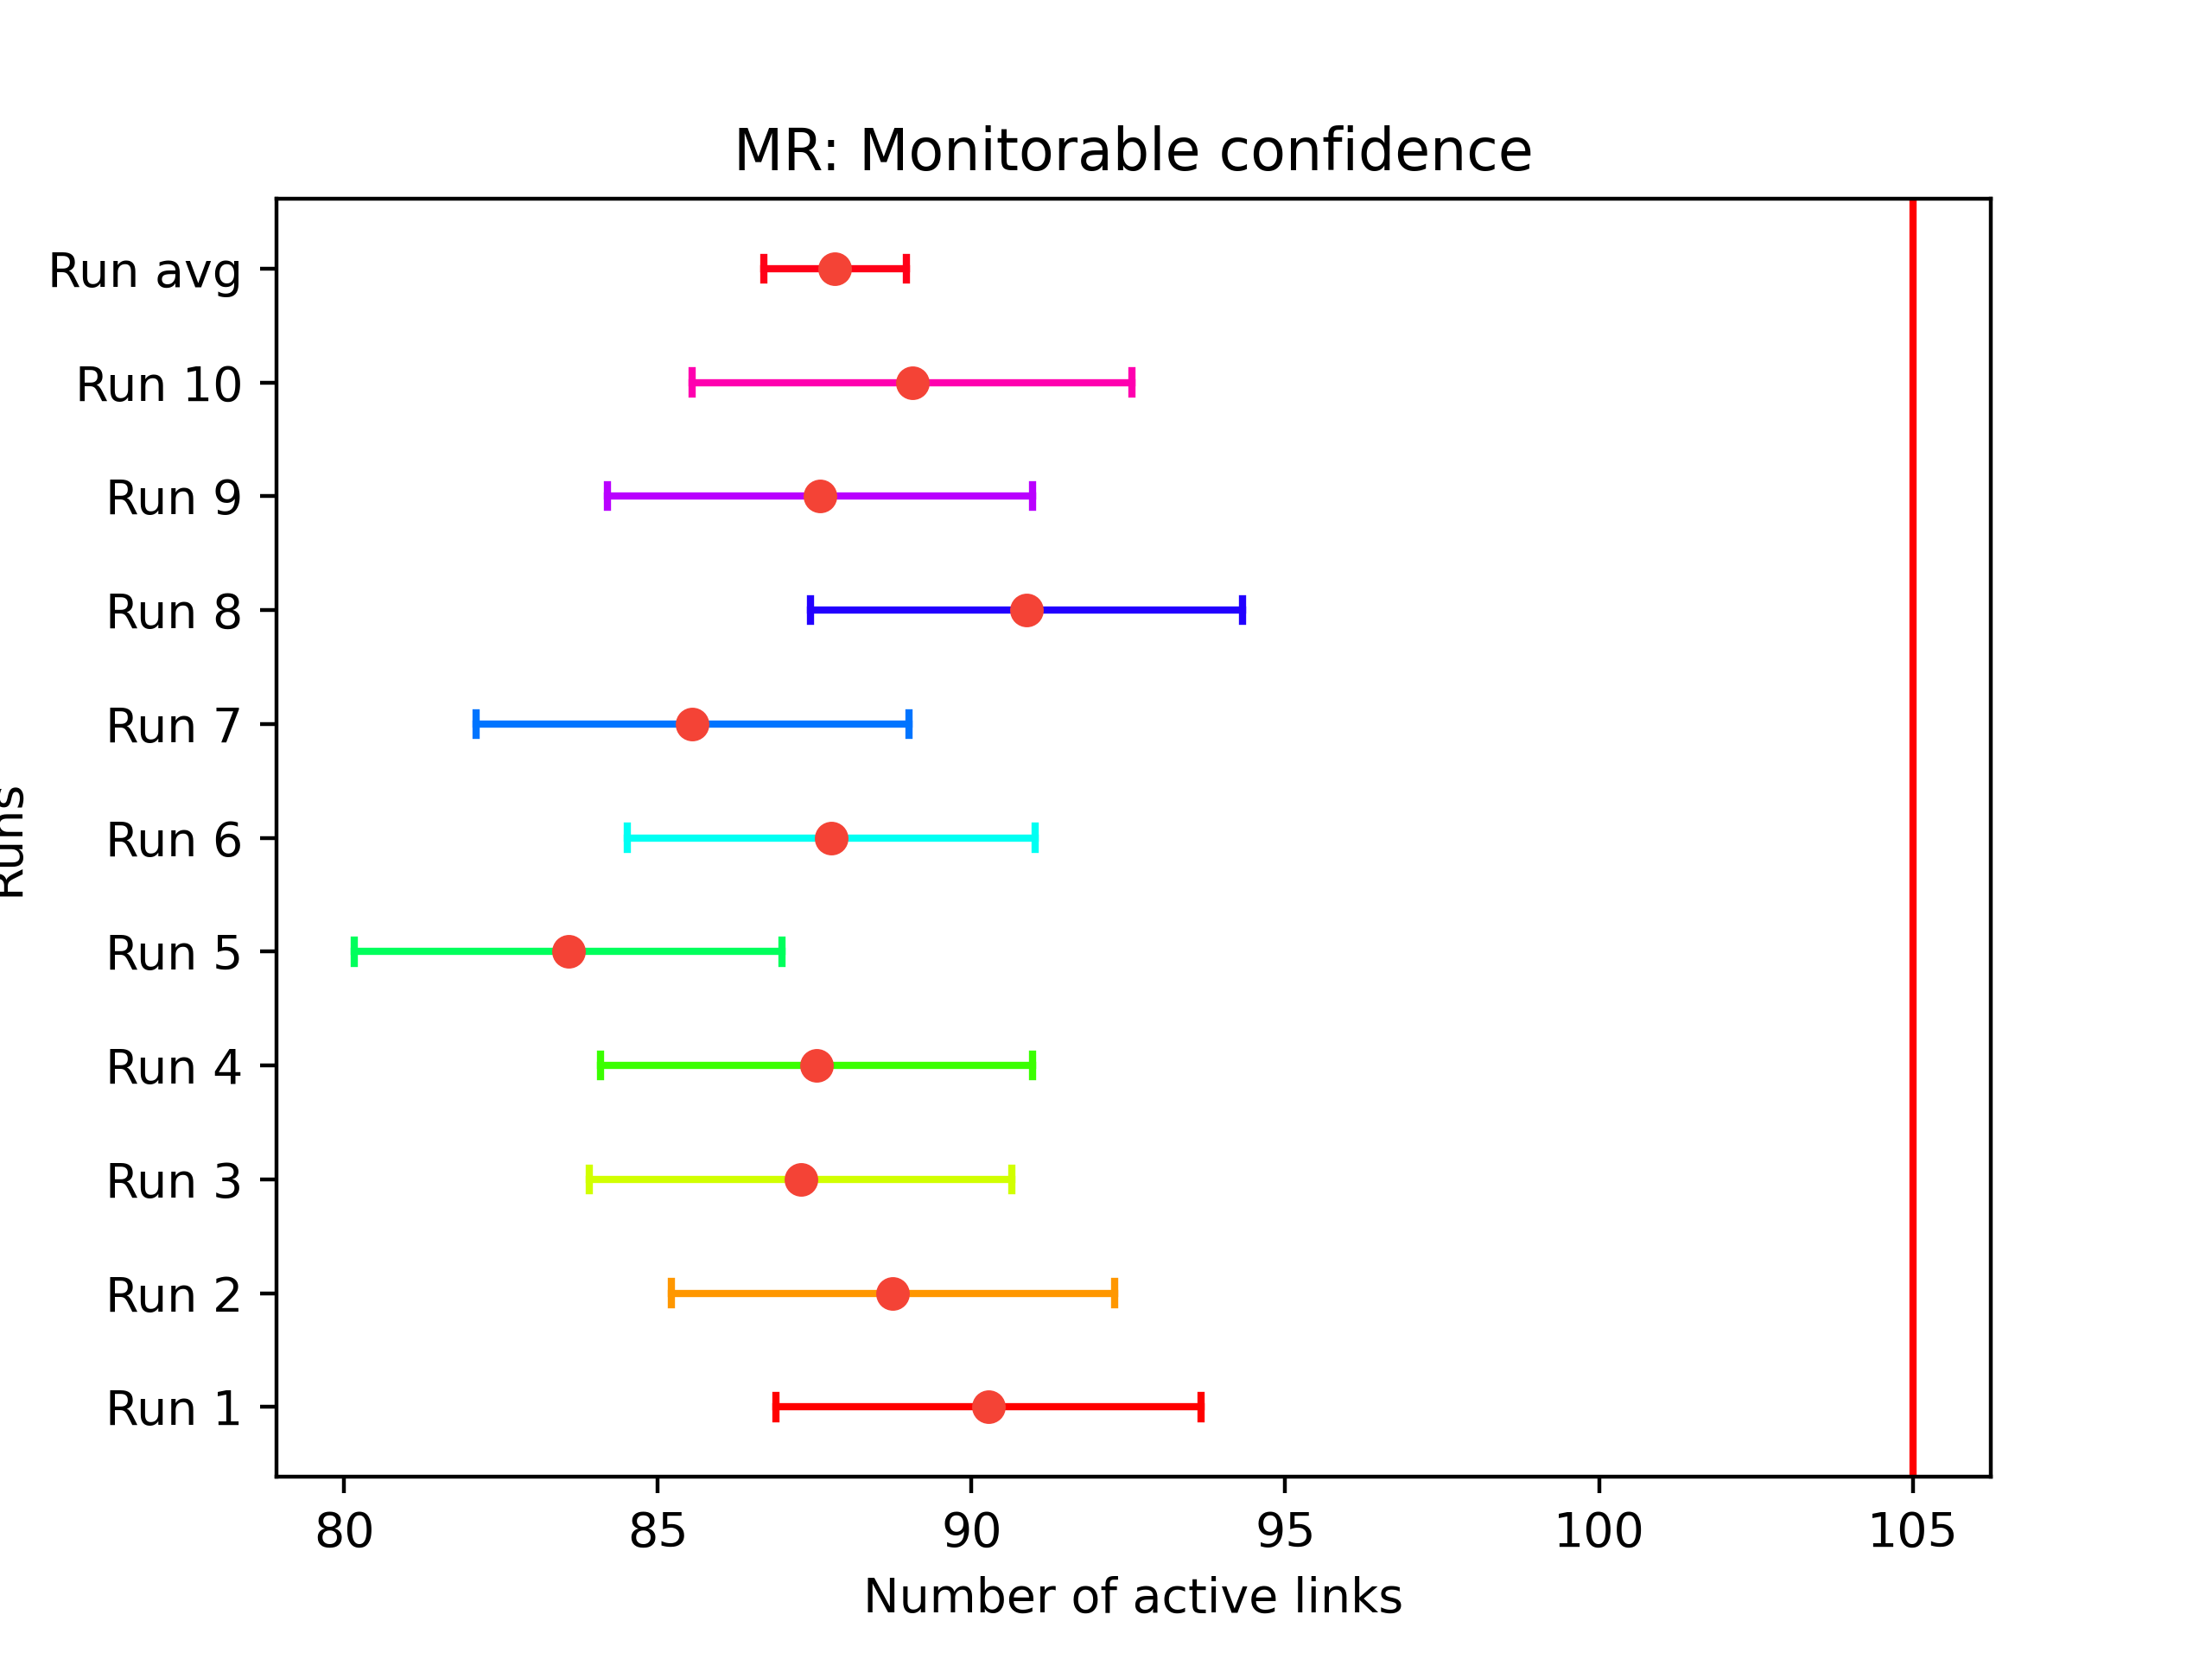 MR: Monitorable confidence
Run avg
Run 10
Run 9
Run 8
Run 7
Run 6
Run 5
Run 4
Run 3
Run 2
Run 1
Runs
80 85 90 95 100 105
Number of active links